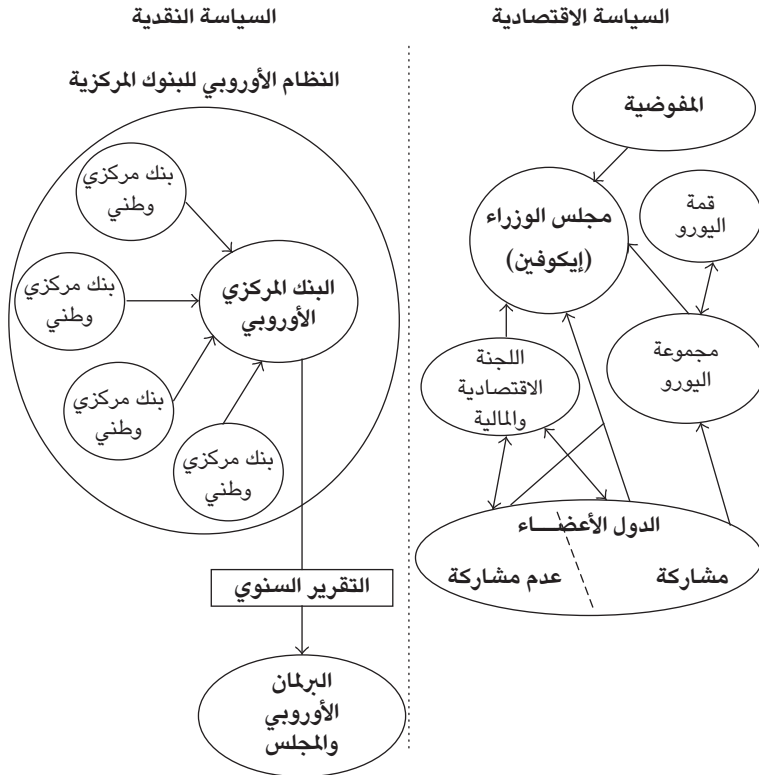 السياسة الاقتصادية
المفوضية
مجلس الوزراء
(إيكوفين)
قمة
اليورو
اللجنة
الاقتصادية
والمالية
مجموعة
اليورو
الدول الأعضـــاء
مشاركة
عدم مشاركة
السياسة النقدية
النظام الأوروبي للبنوك المركزية
بنك مركزي
وطني
بنك مركزي
وطني
البنك المركزي
الأوروبي
بنك مركزي
وطني
بنك مركزي
وطني
التقرير السنوي
البرلمان
الأوروبي
والمجلس